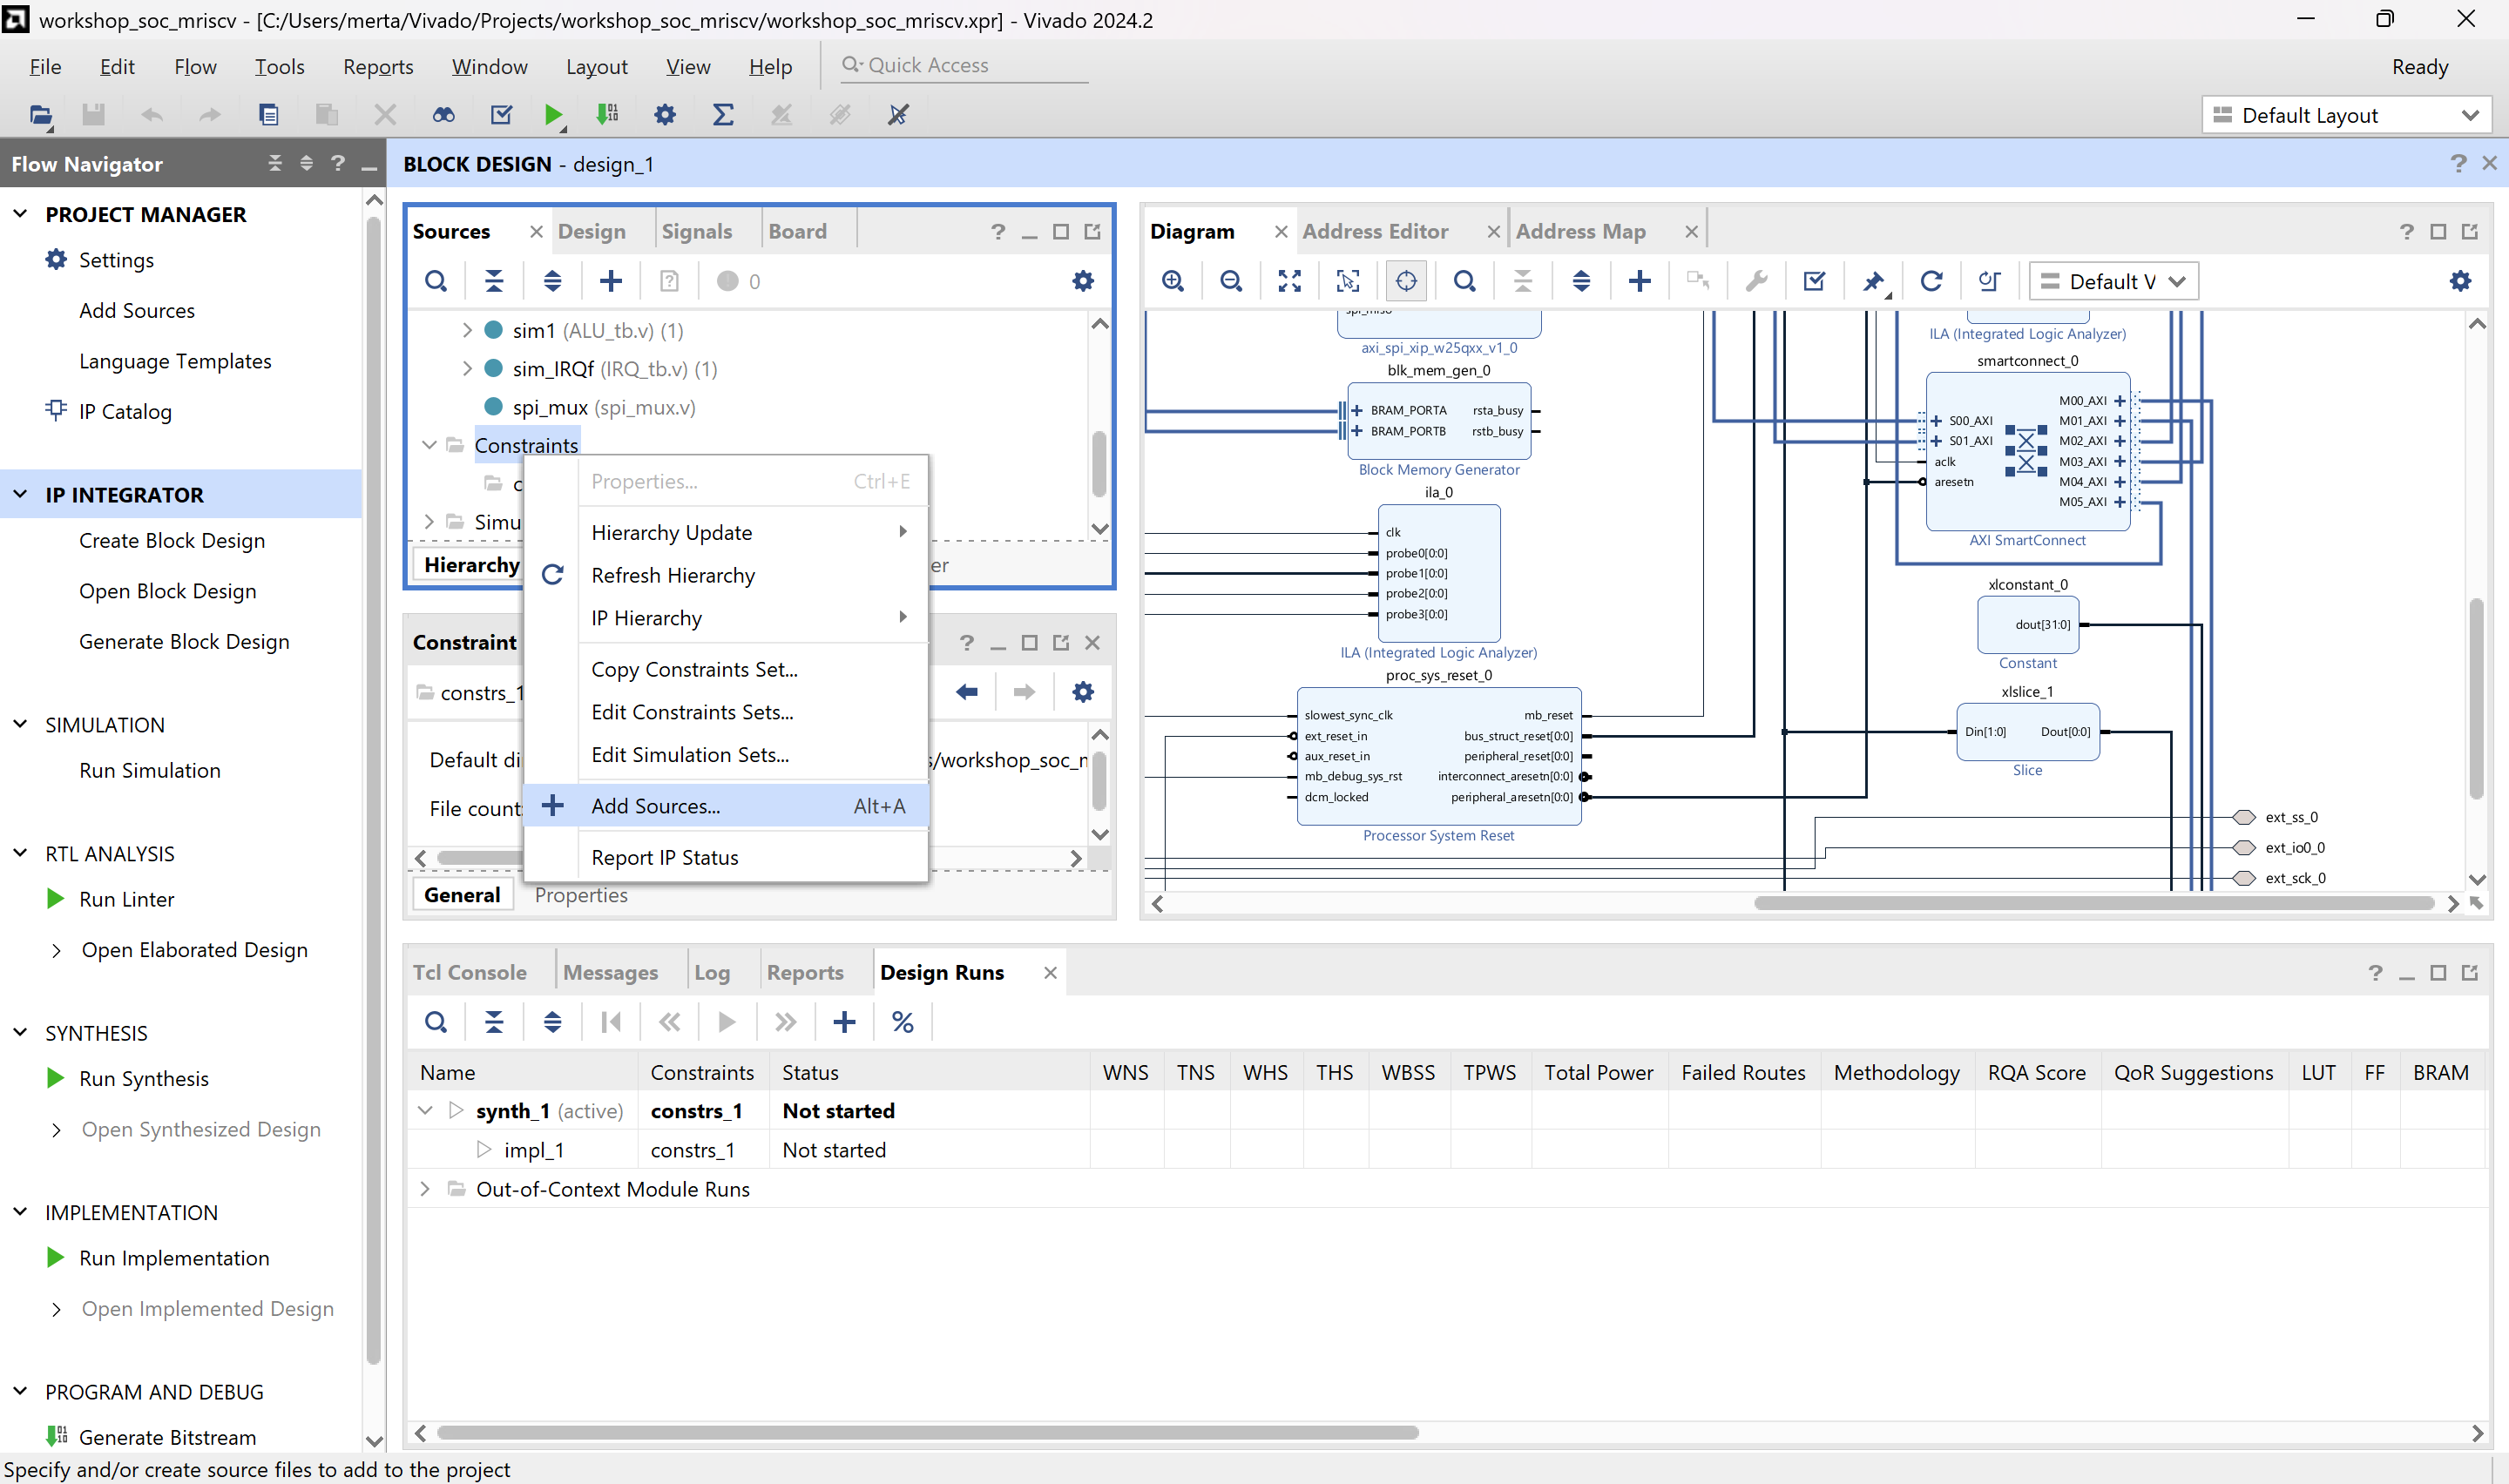 workshop_soc_mriscv - [C:/Users/merta/Vivado/Projects/workshop_soc_mriscv/workshop_soc_mriscv.xpr] - Vivado 2024.2
File Edit Flow Tools Reports Window Layout View Help Quick Access
Ready
Default Layout
Flow Navigator
PROJECT MANAGER
Settings
Add Sources
Language Templates
IP Catalog
IP INTEGRATOR
Create Block Design
Open Block Design
Generate Block Design
SIMULATION
Run Simulation
RTL ANALYSIS
Run Linter
Open Elaborated Design
SYNTHESIS
Run Synthesis
Open Synthesized Design
IMPLEMENTATION
Run Implementation
Open Implemented Design
PROGRAM AND DEBUG
Generate Bitstream
BLOCK DESIGN - design_1
Sources Design Signals Board
0
sim1 (ALU_tb.v) (1)
sim_IRQf (IRQ_tb.v) (1)
spi_mux (spi_mux.v)
Constraints
c
Simu
Hierarchy
er
Properties... Ctrl+E
Hierarchy Update
Refresh Hierarchy
IP Hierarchy
Copy Constraints Set...
Edit Constraints Sets...
Edit Simulation Sets...
Add Sources... Alt+A
Report IP Status
Constraint
constrs_1
Default di
s/workshop_soc_m
File count:
General Properties
Diagram Address Editor Address Map
Default V
spi_miso
axi_spi_xip_w25qxx_v1_0
blk_mem_gen_0
BRAM_PORTA rsta_busy
BRAM_PORTB rstb_busy
Block Memory Generator
ila_0
clk
probe0[0:0]
probe1[0:0]
probe2[0:0]
probe3[0:0]
ILA (Integrated Logic Analyzer)
proc_sys_reset_0
slowest_sync_clk mb_reset
ext_reset_in bus_struct_reset[0:0]
aux_reset_in peripheral_reset[0:0]
mb_debug_sys_rst interconnect_aresetn[0:0]
dcm_locked peripheral_aresetn[0:0]
Processor System Reset
ILA (Integrated Logic Analyzer)
smartconnect_0
M00_AXI
S00_AXI M01_AXI
S01_AXI M02_AXI
aclk M03_AXI
aresetn M04_AXI
M05_AXI
AXI SmartConnect
xlconstant_0
dout[31:0]
Constant
xlslice_1
Din[1:0] Dout[0:0]
Slice
ext_ss_0
ext_io0_0
ext_sck_0
Tcl Console Messages Log Reports Design Runs
Name Constraints Status WNS TNS WHS THS WBSS TPWS Total Power Failed Routes Methodology RQA Score QoR Suggestions LUT FF BRAM
synth_1 (active) constrs_1 Not started
impl_1 constrs_1 Not started
Out-of-Context Module Runs
Specify and/or create source files to add to the project